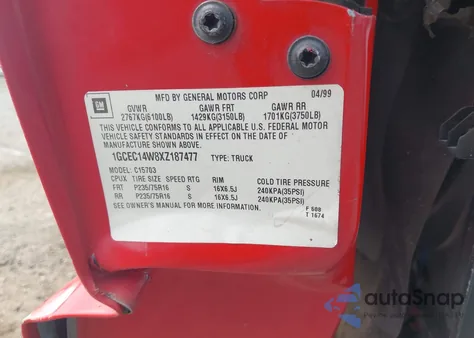 MFD BY GENERAL MOTORS CORP 04/99
GM
GVWR GAWR FRT GAWR RR
2767KG(6100LB) 1429KG(3150LB) 1701KG(3750LB)
THIS VEHICLE CONFORMS TO ALL APPLICABLE U.S. FEDERAL MOTOR
VEHICLE SAFETY STANDARDS IN EFFECT ON THE DATE OF
MANUFACTURE SHOWN ABOVE.
1GCEC14W8XZ187477 TYPE: TRUCK
MODEL: C15703
CPUX TIRE SIZE SPEED RTG RIM COLD TIRE PRESSURE
FRT P235/75R16 S 16X6.5J 240KPA(35PSI)
RR P235/75R16 S 16X6.5J 240KPA(35PSI)
SEE OWNER'S MANUAL FOR MORE INFORMATION
F 609
T 1674
autoSnap